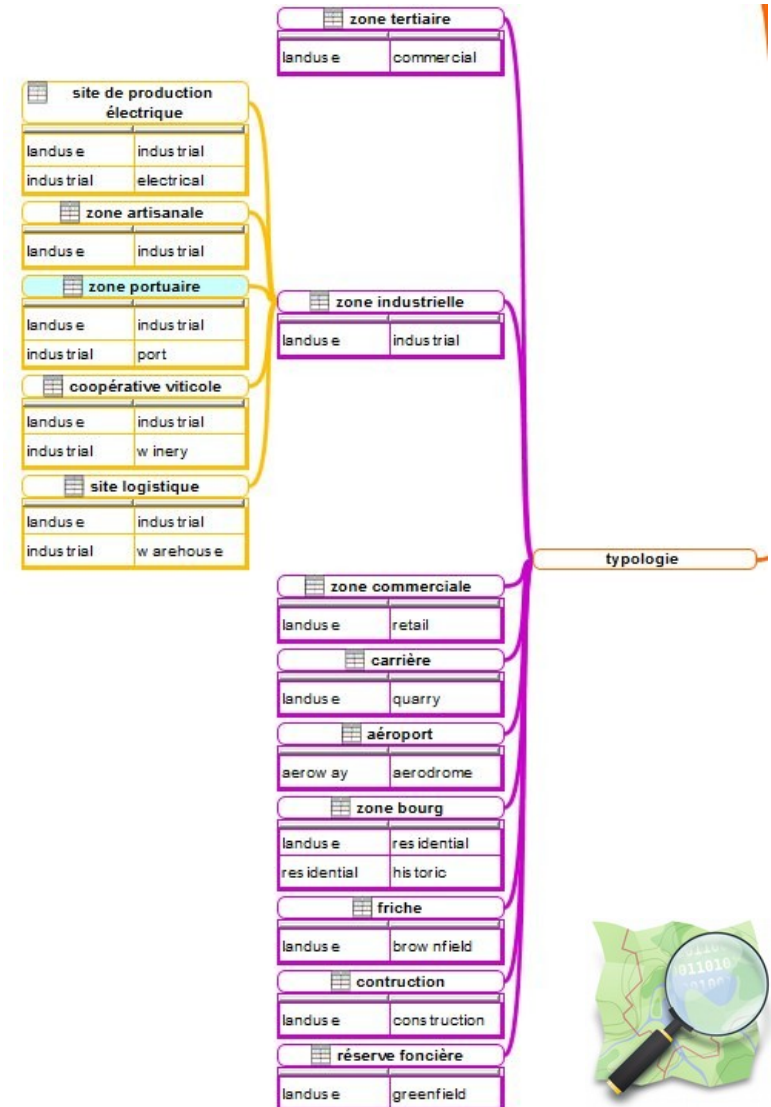 zone tertiaire
landuse commercial
site de production
électrique
landuse industrial
industrial electrical
zone artisanale
landuse industrial
zone portuaire
landuse industrial
industrial port
coopérative viticole
landuse industrial
industrial winery
site logistique
landuse industrial
industrial warehouse
zone industrielle
landuse industrial
typologie
zone commerciale
landuse retail
carrière
landuse quarry
aéroport
aeroway aerodrome
zone bourg
landuse residential
residential historic
friche
landuse brownfield
contruction
landuse construction
réserve foncière
landuse greenfield